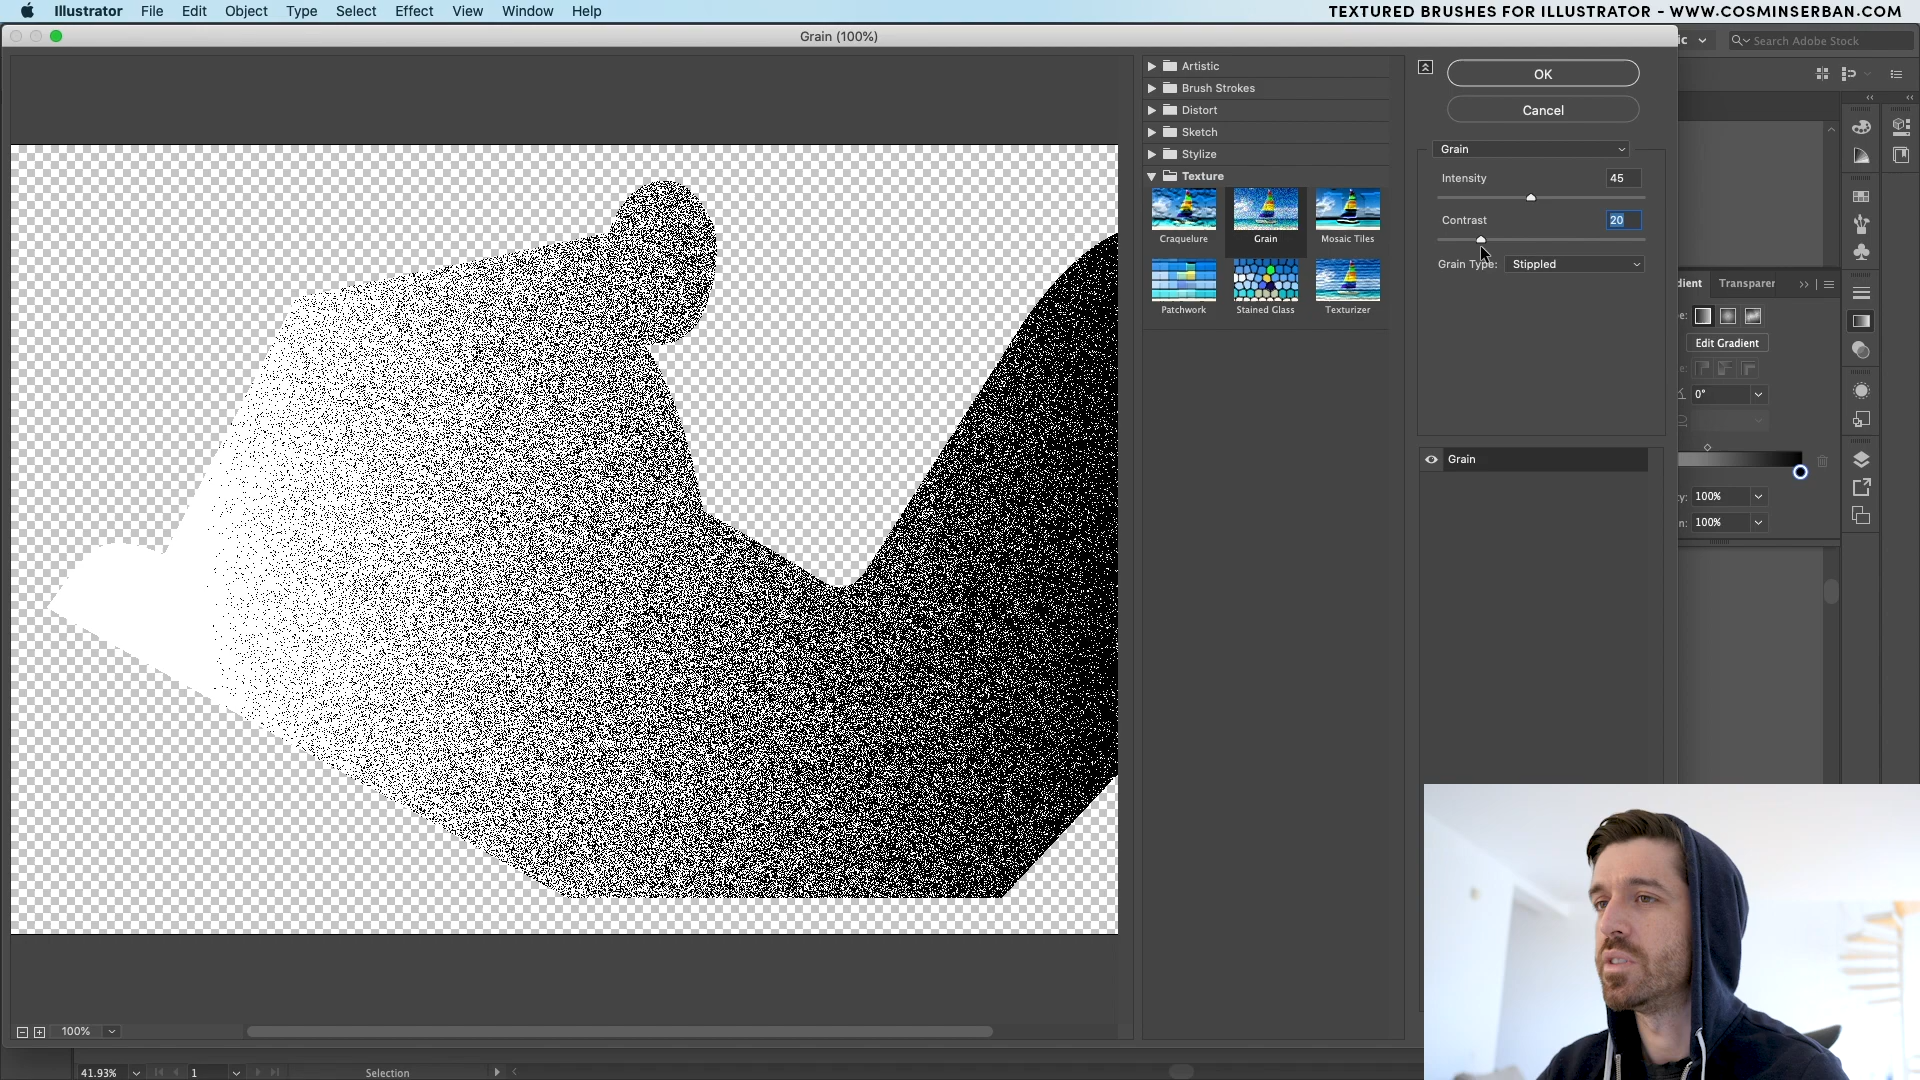 Illustrator File Edit Object Type Select Effect View Window Help
TEXTURED BRUSHES FOR ILLUSTRATOR - WWW.COSMINSERBAN.COM
Grain (100%)
Search Adobe Stock
Artistic
Brush Strokes
Distort
Sketch
Stylize
Texture
Craquelure Grain Mosaic Tiles
Patchwork Stained Glass Texturizer
OK
Cancel
Grain
Intensity 45
Contrast 20
Grain Type: Stippled
Grain
dient Transparer
Edit Gradient
0°
100%
100%
100%
41.93% 1 Selection